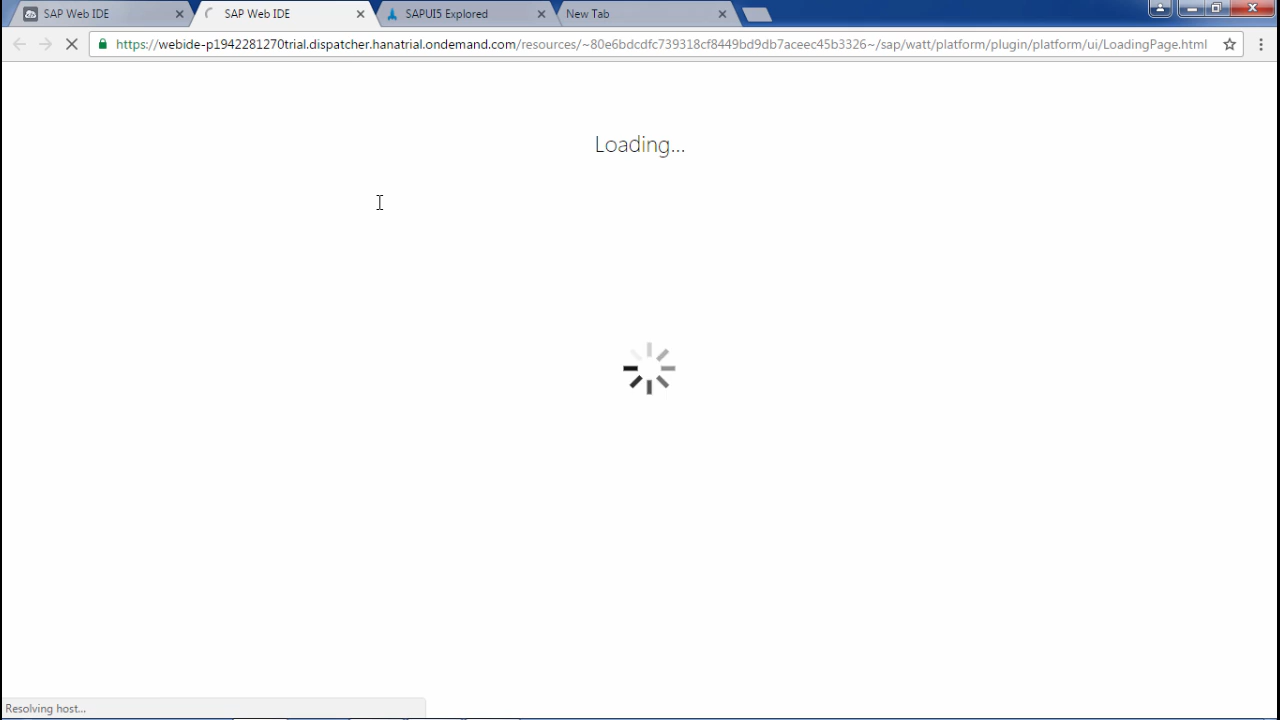 SAP Web IDE
SAP Web IDE
SAPUI5 Explored
New Tab
https://webide-p1942281270trial.dispatcher.hanatrial.ondemand.com/resources/~80e6bdcdfc739318cf8449bd9db7aceec45b3326~/sap/watt/platform/plugin/platform/ui/LoadingPage.html
Loading...
Resolving host...